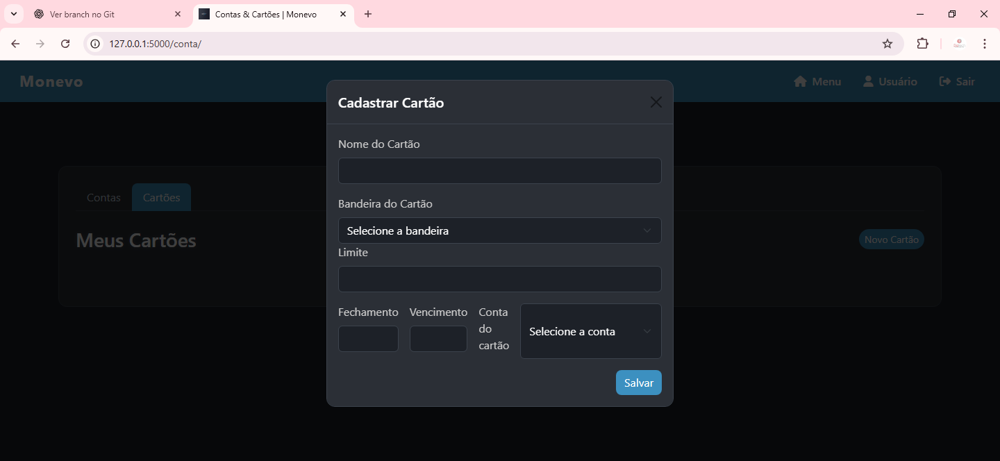 Ver branch no Git
Contas & Cartões | Monevo
127.0.0.1:5000/conta/
Monevo
Menu
Usuário
Sair
Cadastrar Cartão
Nome do Cartão
Bandeira do Cartão
Selecione a bandeira
Limite
Fechamento
Vencimento
Conta
do
cartão
Selecione a conta
Salvar
Contas
Cartões
Meus Cartões
Novo Cartão